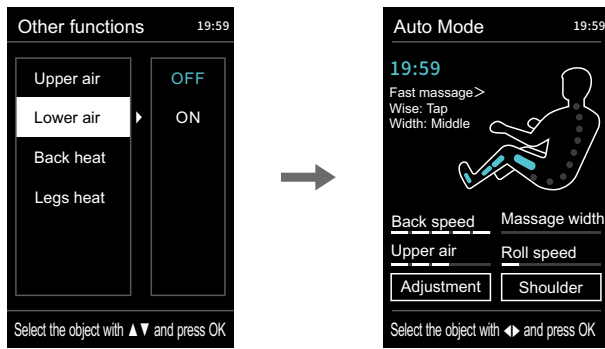 Other functions 19:59
Upper air
Lower air
Back heat
Legs heat
OFF
ON
Select the object with ▲▼ and press OK
Auto Mode 19:59
19:59
Fast massage>
Wise: Tap
Width: Middle
Back speed Massage width
Upper air Roll speed
Adjustment Shoulder
Select the object with ◀▶ and press OK